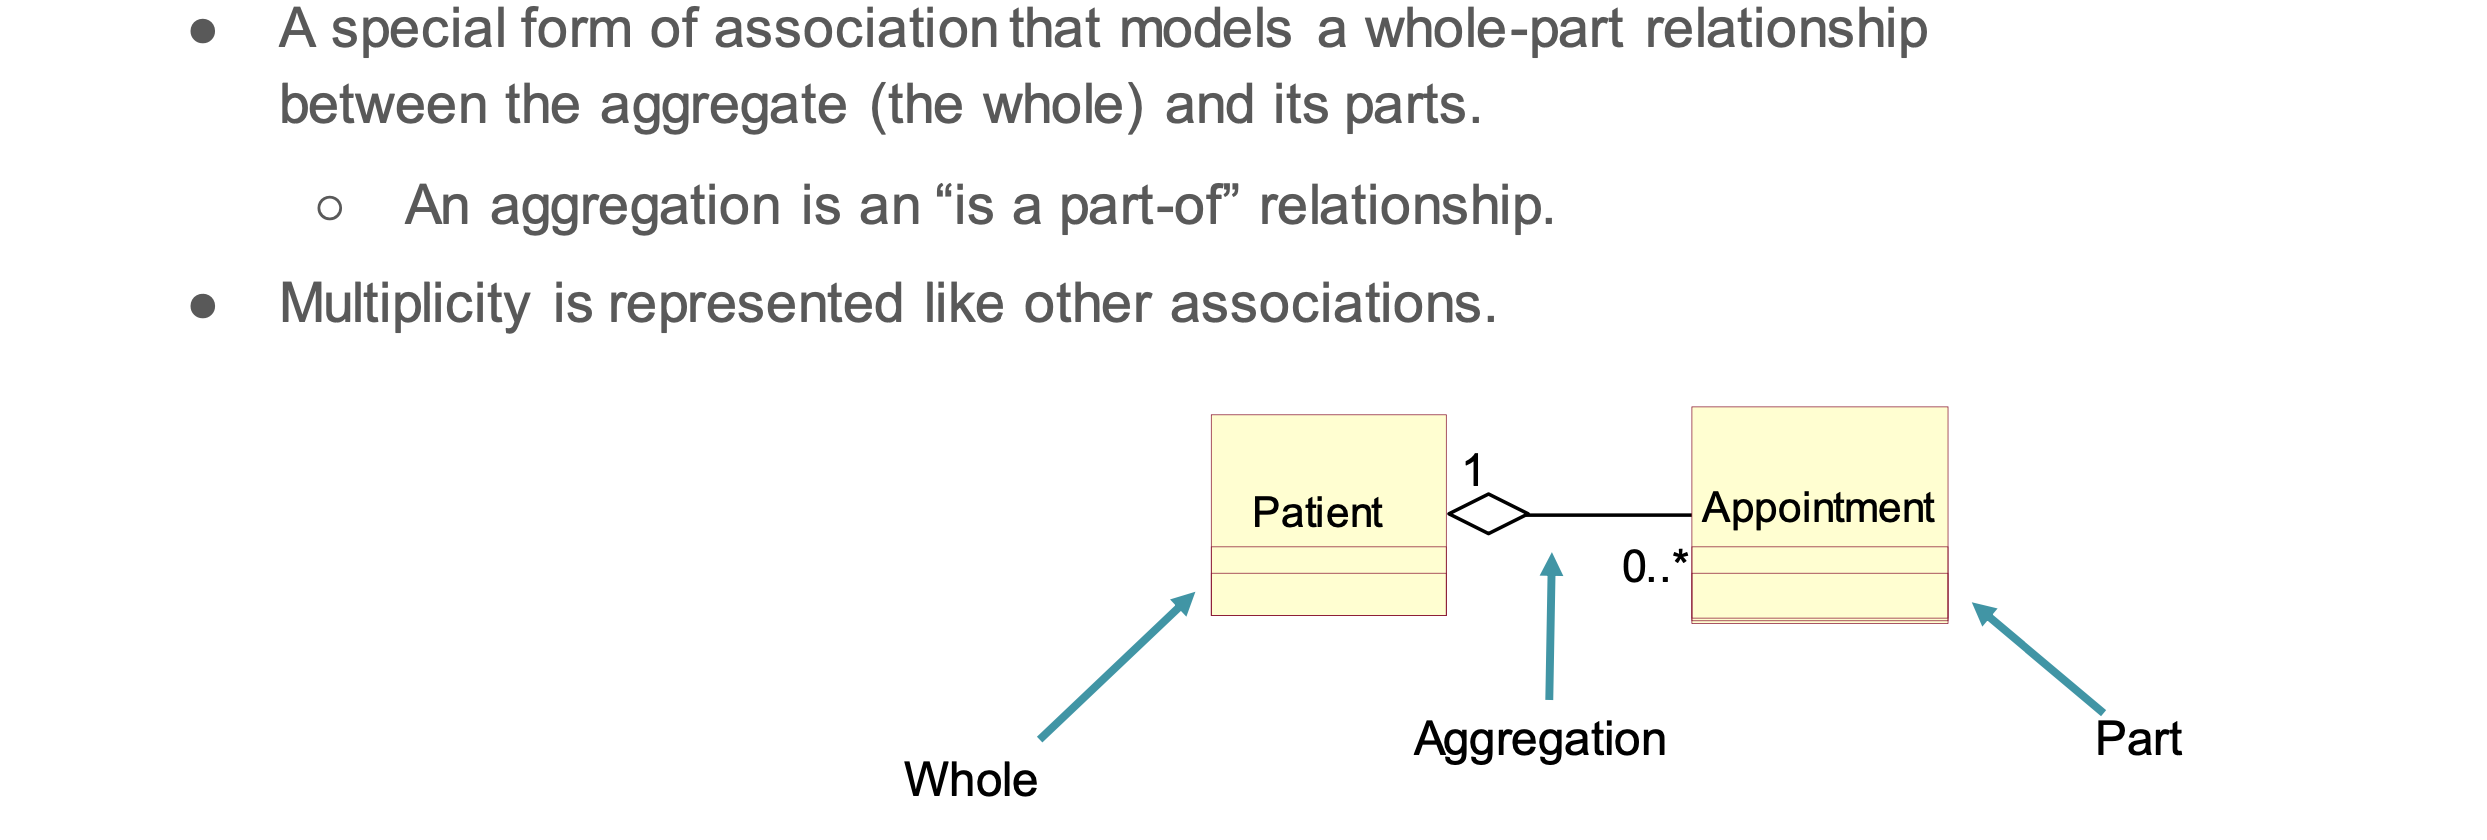 ● A special form of association that models a whole-part relationship
between the aggregate (the whole) and its parts.
○ An aggregation is an “is a part-of” relationship.
● Multiplicity is represented like other associations.
1
Patient
Appointment
0..*
Aggregation
Part
Whole